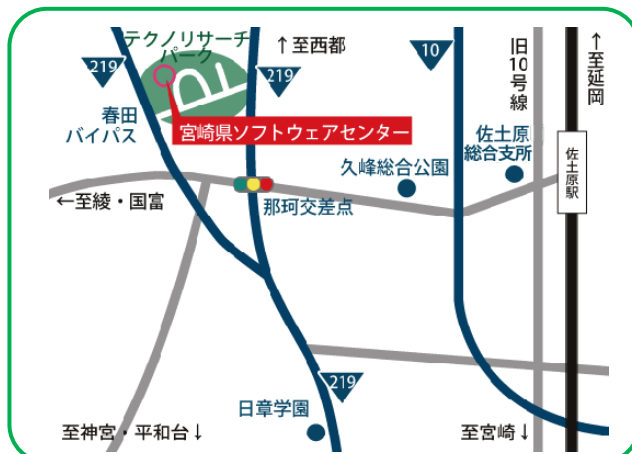 テクノリサーチ
パーク
219
↑至西都
219
10
旧10号線
↑至延岡
春田
バイパス
宮崎県ソフトウェアセンター
佐土原
総合支所
久峰総合公園
佐土原駅
←至綾・国富
那珂交差点
219
日章学園
至神宮・平和台↓
至宮崎↓